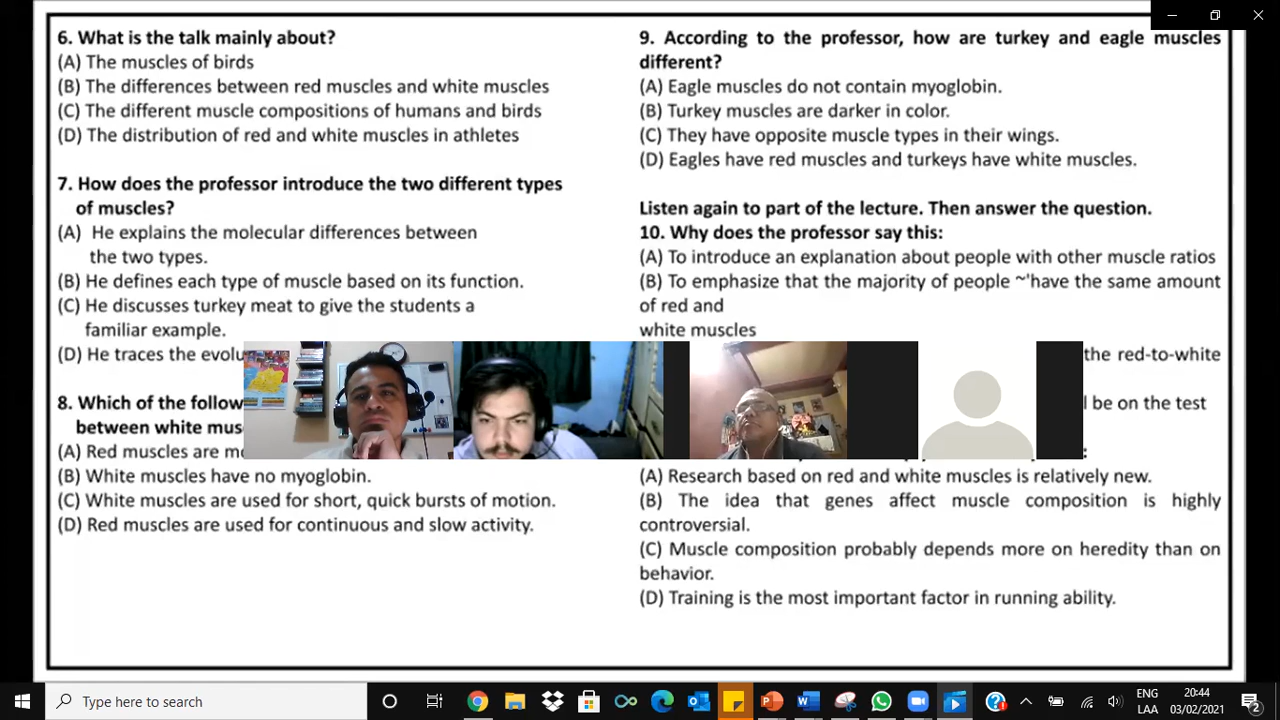 6. What is the talk mainly about?
(A) The muscles of birds
(B) The differences between red muscles and white muscles
(C) The different muscle compositions of humans and birds
(D) The distribution of red and white muscles in athletes
7. How does the professor introduce the two different types
of muscles?
(A) He explains the molecular differences between
the two types.
(B) He defines each type of muscle based on its function.
(C) He discusses turkey meat to give the students a
familiar example.
(D) He traces the
8. Which of the
between white
(A) Red muscles are
(B) White muscles have no myoglobin.
(C) White muscles are used for short, quick bursts of motion.
(D) Red muscles are used for continuous and slow activity.
9. According to the professor, how are turkey and eagle muscles
different?
(A) Eagle muscles do not contain myoglobin.
(B) Turkey muscles are darker in color.
(C) They have opposite muscle types in their wings.
(D) Eagles have red muscles and turkeys have white muscles.
Listen again to part of the lecture. Then answer the question.
10. Why does the professor say this:
(A) To introduce an explanation about people with other muscle ratios
(B) To emphasize that the majority of people ~'have the same amount
of red and
white muscles
the red-to-white
be on the test
(A) Research based on red and white muscles is relatively new.
(B) The idea that genes affect muscle composition is highly
controversial.
(C) Muscle composition probably depends more on heredity than on
behavior.
(D) Training is the most important factor in running ability.
Type here to search
ENG
LAA
20:44
03/02/2021
2